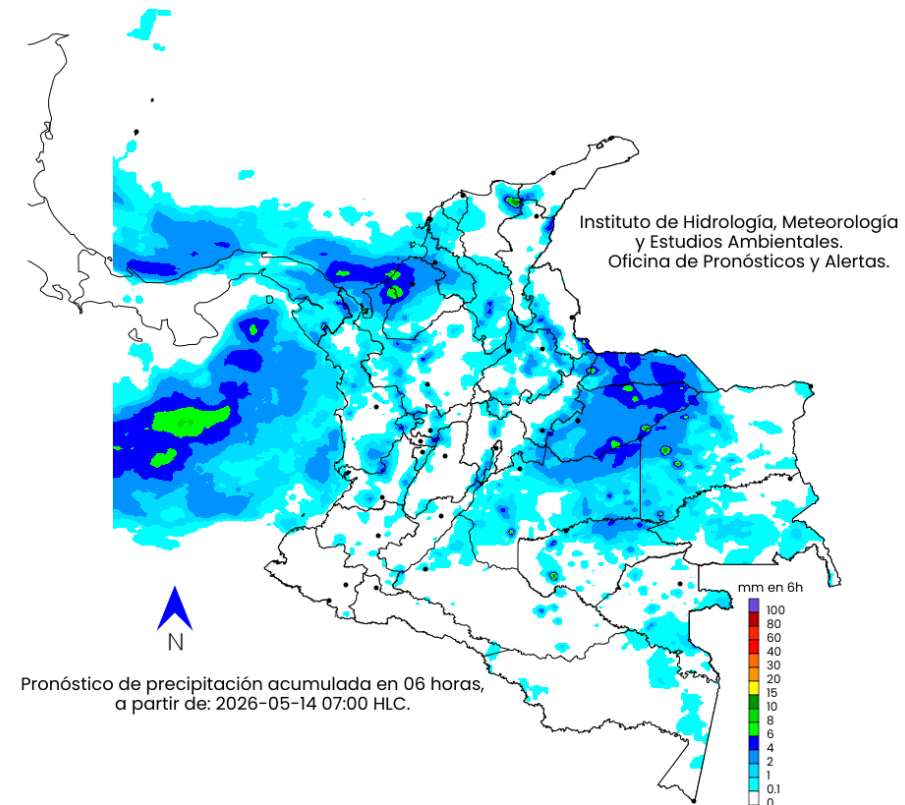 Instituto de Hidrología, Meteorología
y Estudios Ambientales.
Oficina de Pronósticos y Alertas.
N
Pronóstico de precipitación acumulada en 06 horas,
a partir de: 2026-05-14 07:00 HLC.
mm en 6h
100
80
60
40
30
20
15
10
8
6
4
2
1
0.1
0